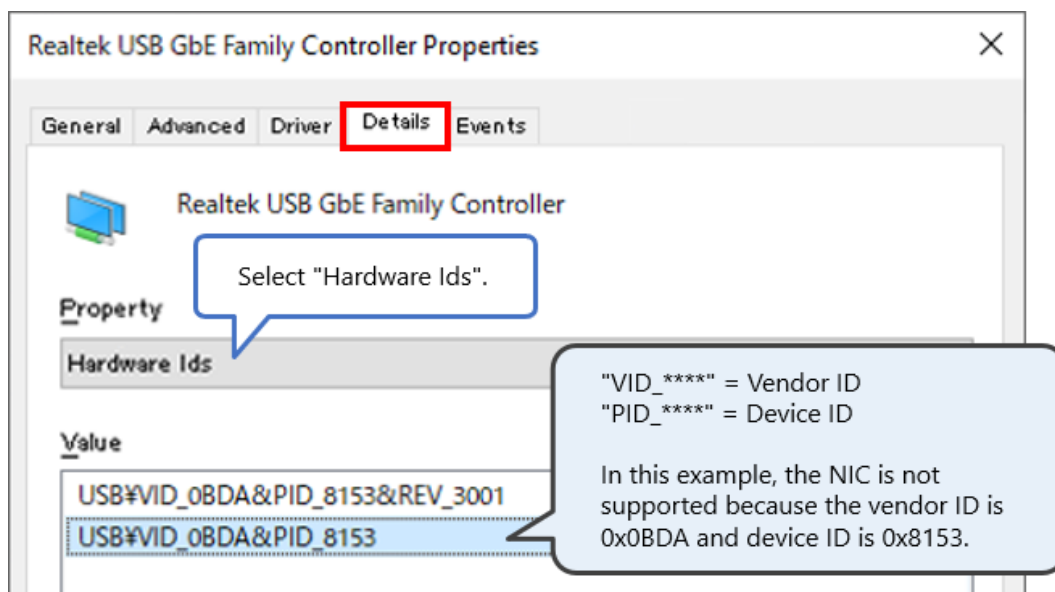 Realtek USB GbE Family Controller Properties
General Advanced Driver Details Events
Realtek USB GbE Family Controller
Select "Hardware Ids".
Property
Hardware Ids
"VID_****" = Vendor ID
"PID_****" = Device ID
In this example, the NIC is not
supported because the vendor ID is
0x0BDA and device ID is 0x8153.
Value
USB¥VID_0BDA&PID_8153&REV_3001
USB¥VID_0BDA&PID_8153